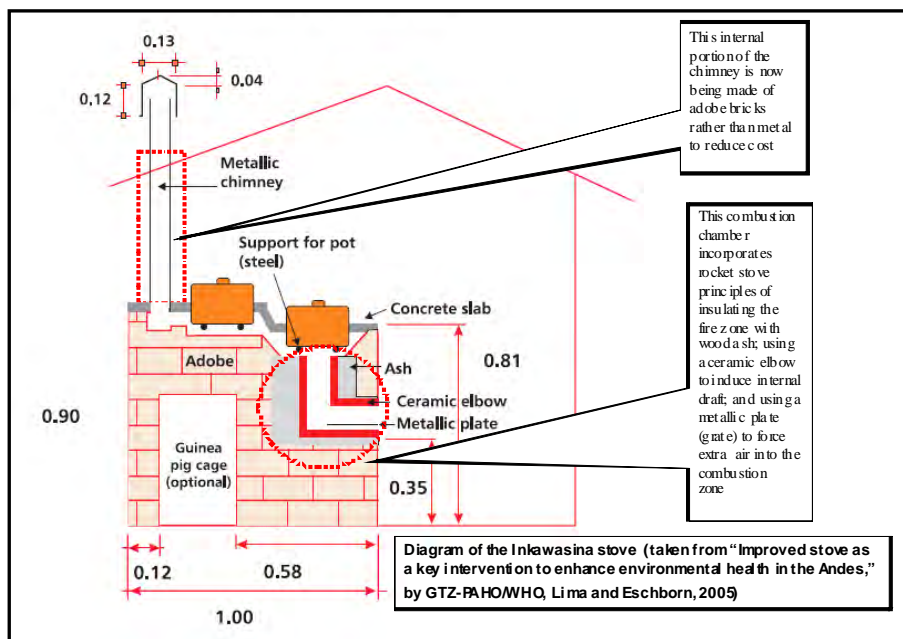 0.13
0.04
0.12
Metallic
chimney
Support for pot
(steel)
Concrete slab
Adobe
Ash
0.81
Ceramic elbow
Metallic plate
0.90
Guinea
pig cage
(optional)
0.35
0.12
0.58
1.00
This internal
portion of the
chimney is now
being made of
adobe bricks
rather than metal
to reduce cost
This combustion
chamber
incorporates
rocket stove
principles of
insulating the
fire zone with
wood ash; using
a ceramic elbow
to induce internal
draft; and using a
metallic plate
(grate) to force
extra air into the
combustion
zone
Diagram of the Inkawasina stove (taken from “Improved stove as
a key intervention to enhance environmental health in the Andes,”
by GTZ-PAHO/WHO, Lima and Eschborn, 2005)